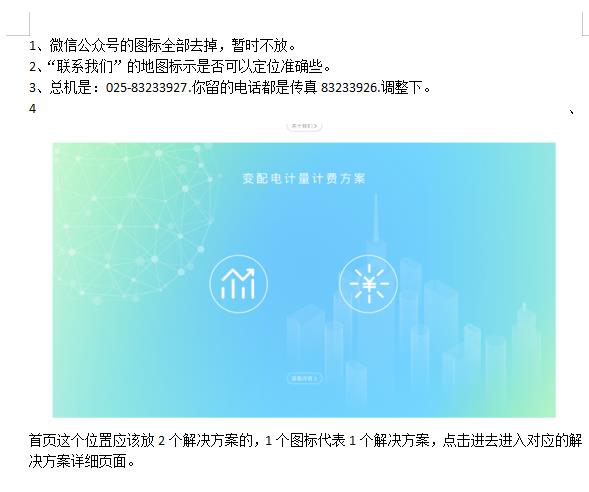 1、微信公众号的图标全部去掉，暂时不放。
2、“联系我们”的地图标示是否可以定位准确些。
3、总机是：025-83233927.你留的电话都是传真 83233926.调整下。
4、
变配电计量计费方案
首页这个位置应该放 2 个解决方案的，1 个图标代表 1 个解决方案，点击进去进入对应的解
决方案详细页面。